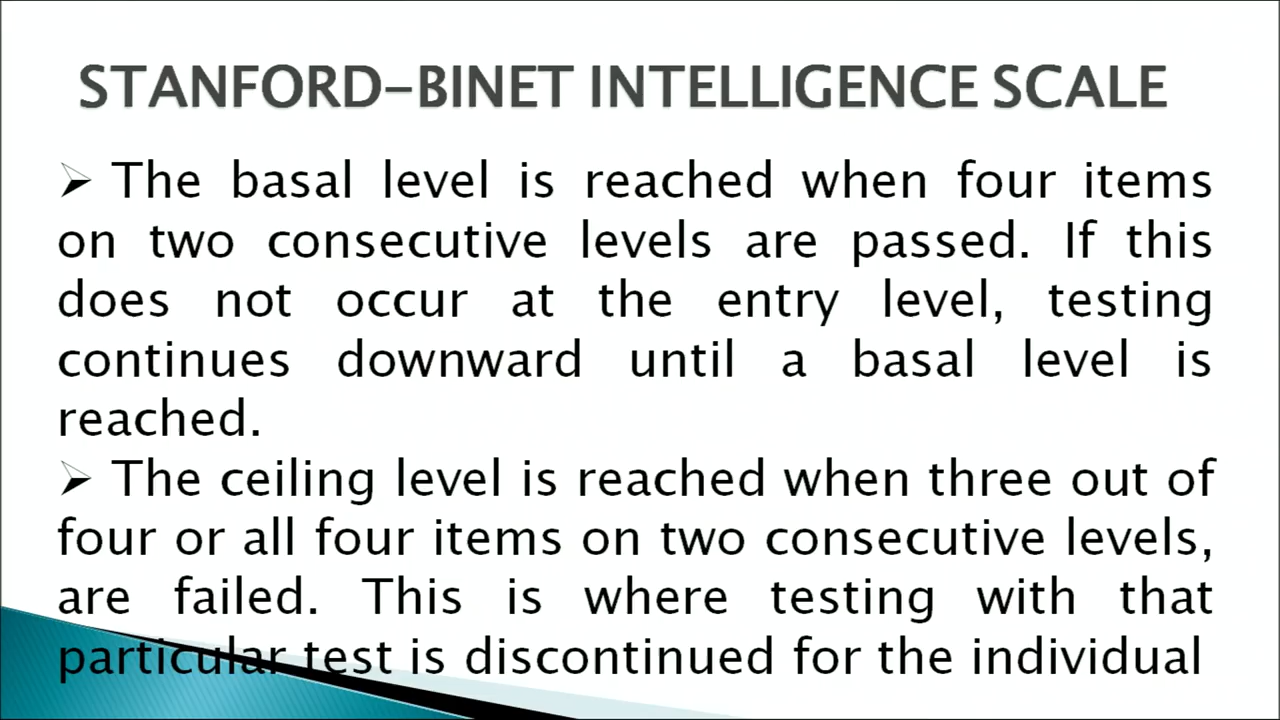 STANFORD–BINET INTELLIGENCE SCALE
➢ The basal level is reached when four items
on two consecutive levels are passed. If this
does not occur at the entry level, testing
continues downward until a basal level is
reached.
➢ The ceiling level is reached when three out of
four or all four items on two consecutive levels,
are failed. This is where testing with that
particular test is discontinued for the individual